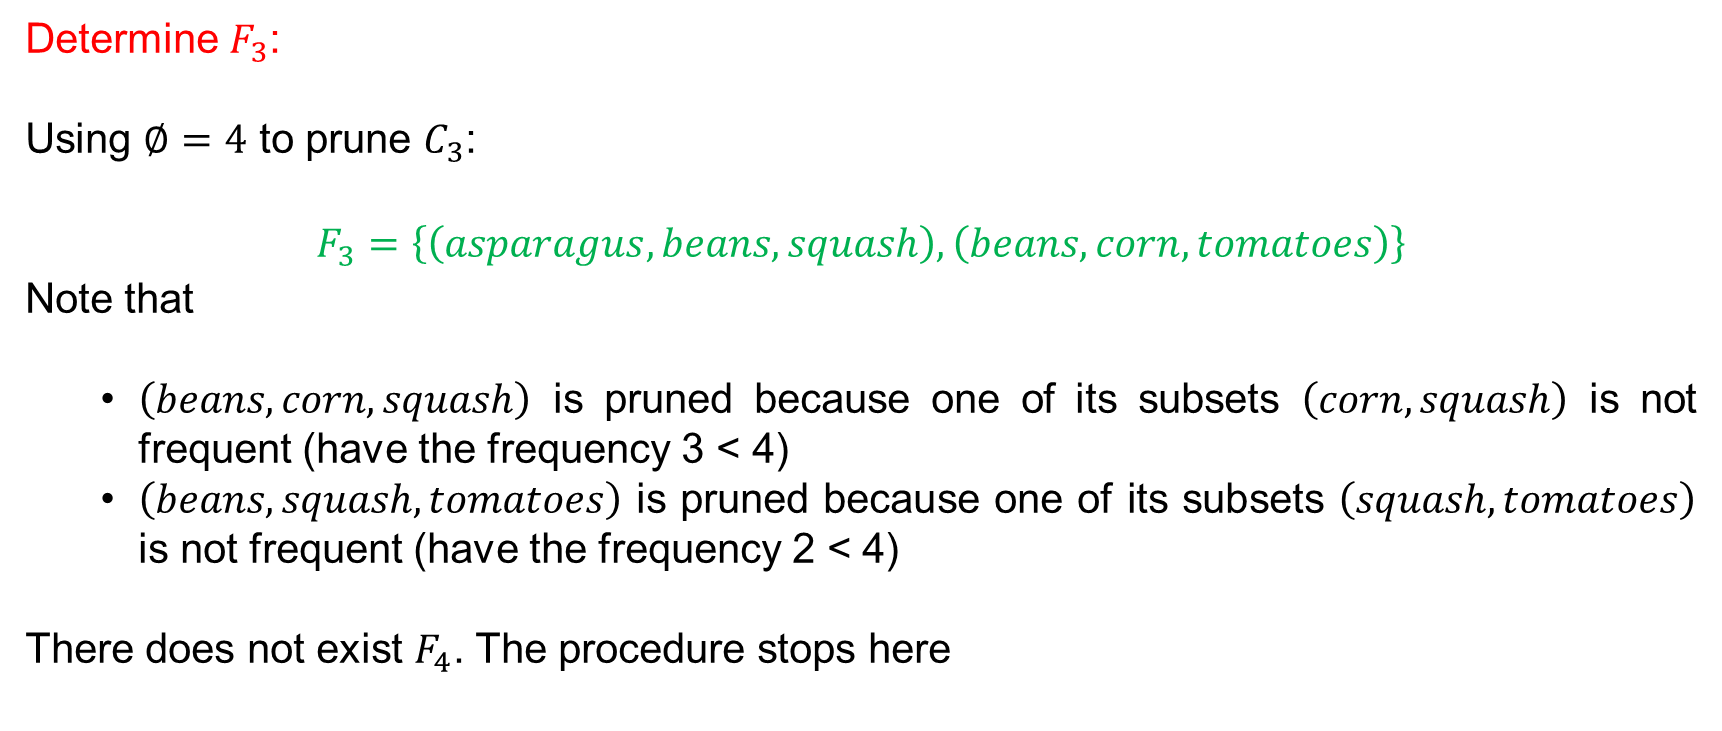 Determine F₃:
Using ∅ = 4 to prune C₃:
F₃ = {(asparagus, beans, squash), (beans, corn, tomatoes)}
Note that
• (beans, corn, squash) is pruned because one of its subsets (corn, squash) is not
frequent (have the frequency 3 < 4)
• (beans, squash, tomatoes) is pruned because one of its subsets (squash, tomatoes)
is not frequent (have the frequency 2 < 4)
There does not exist F₄. The procedure stops here